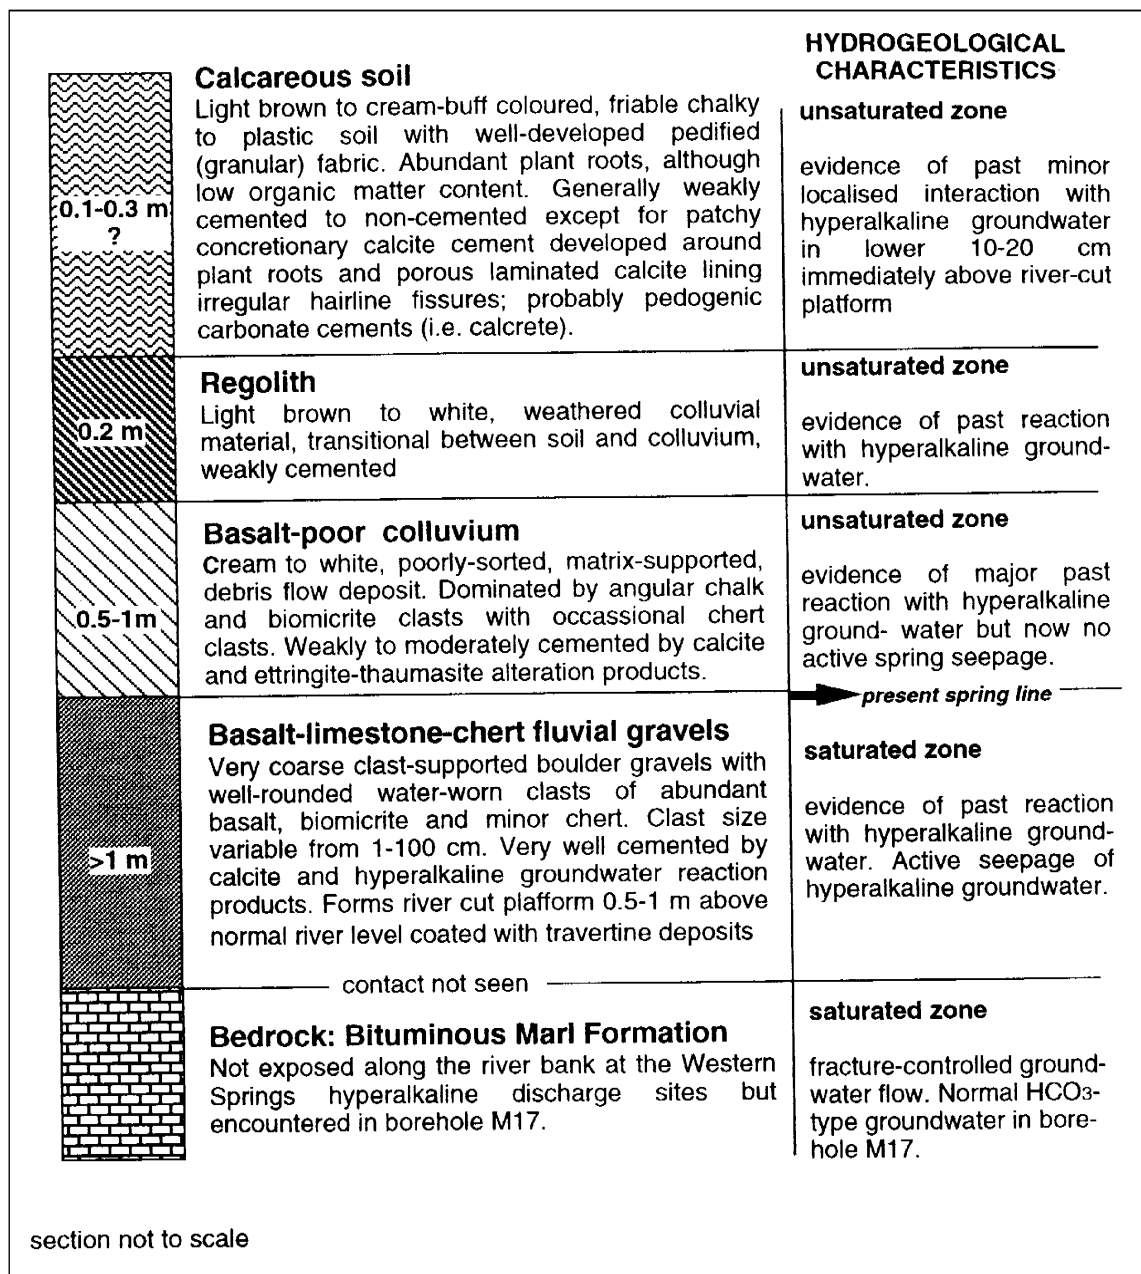 HYDROGEOLOGICAL
CHARACTERISTICS
Calcareous soil
Light brown to cream-buff coloured, friable chalky
to plastic soil with well-developed pedified
(granular) fabric. Abundant plant roots, although
low organic matter content. Generally weakly
cemented to non-cemented except for patchy
concretionary calcite cement developed around
plant roots and porous laminated calcite lining
irregular hairline fissures; probably pedogenic
carbonate cements (i.e. calcrete).
0.1-0.3 m
?
unsaturated zone
evidence of past minor
localised interaction with
hyperalkaline groundwater
in lower 10-20 cm
immediately above river-cut
platform
Regolith
Light brown to white, weathered colluvial
material, transitional between soil and colluvium,
weakly cemented
0.2 m
unsaturated zone
evidence of past reaction
with hyperalkaline ground-
water.
Basalt-poor colluvium
Cream to white, poorly-sorted, matrix-supported,
debris flow deposit. Dominated by angular chalk
and biomicrite clasts with occassional chert
clasts. Weakly to moderately cemented by calcite
and ettringite-thaumasite alteration products.
0.5-1m
unsaturated zone
evidence of major past
reaction with hyperalkaline
ground- water but now no
active spring seepage.
present spring line
Basalt-limestone-chert fluvial gravels
Very coarse clast-supported boulder gravels with
well-rounded water-worn clasts of abundant
basalt, biomicrite and minor chert. Clast size
variable from 1-100 cm. Very well cemented by
calcite and hyperalkaline groundwater reaction
products. Forms river cut plafform 0.5-1 m above
normal river level coated with travertine deposits
>1 m
saturated zone
evidence of past reaction
with hyperalkaline ground-
water. Active seepage of
hyperalkaline groundwater.
contact not seen
Bedrock: Bituminous Marl Formation
Not exposed along the river bank at the Western
Springs hyperalkaline discharge sites but
encountered in borehole M17.
saturated zone
fracture-controlled ground-
water flow. Normal HCO3-
type groundwater in bore-
hole M17.
section not to scale